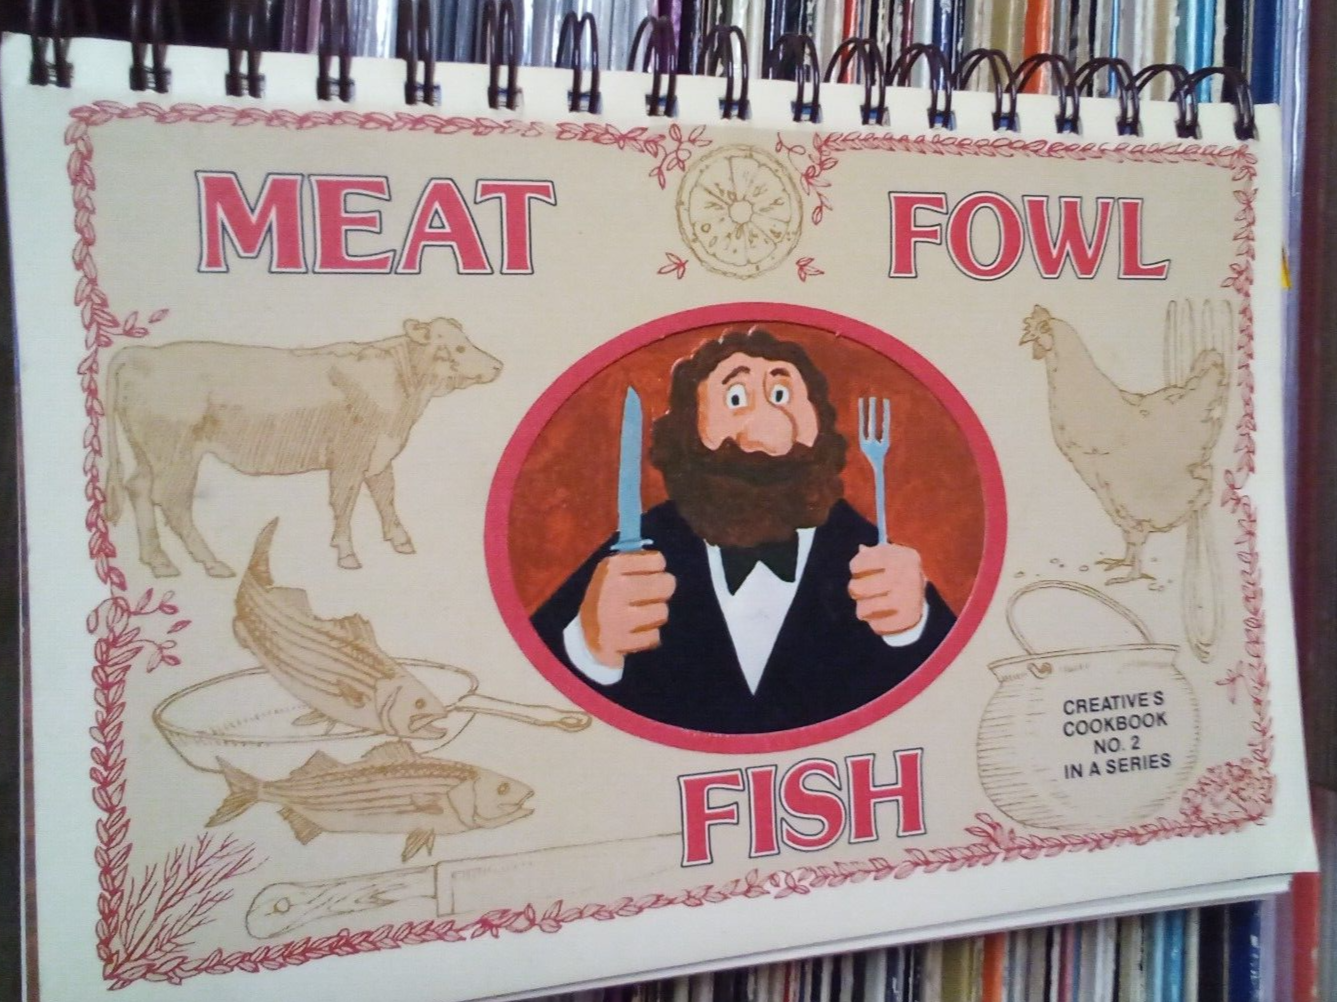 MEAT
FOWL
FISH
CREATIVE'S
COOKBOOK
NO. 2
IN A SERIES